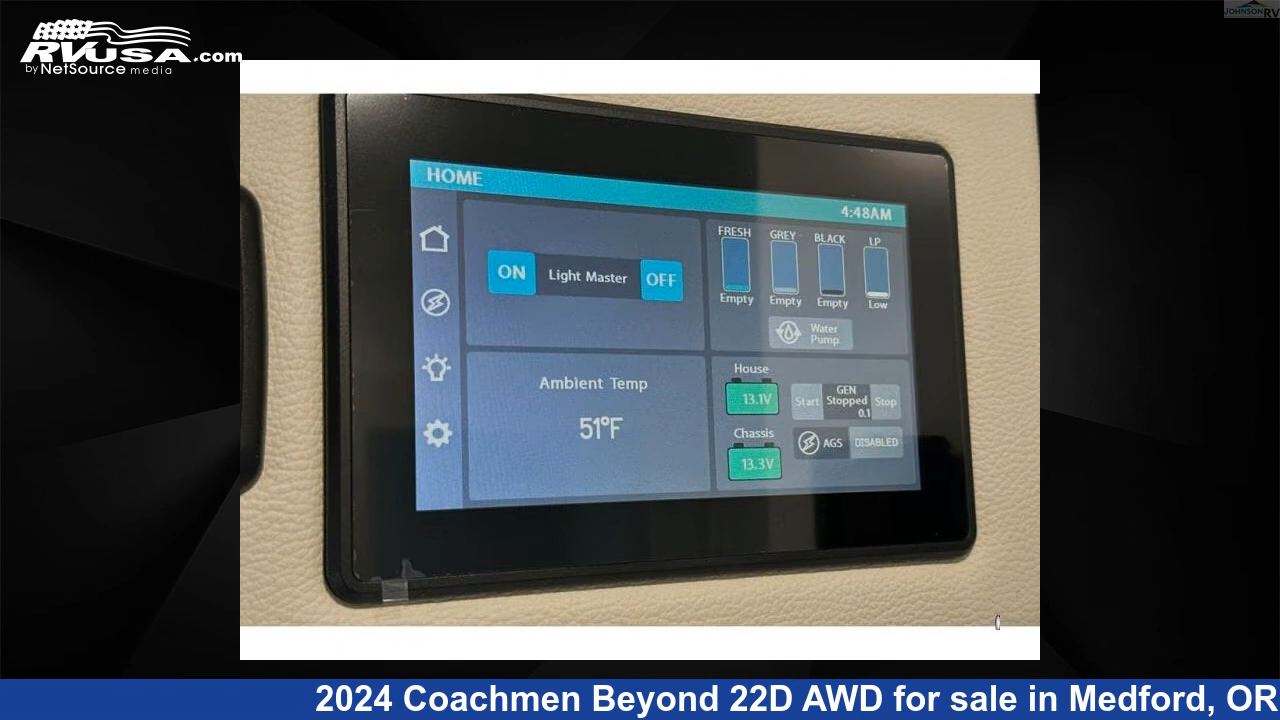 JOHNSON RV
RVUSA.com
by NetSource media
HOME
4:48AM
ON Light Master OFF
FRESH GREY BLACK LP
Empty Empty Empty Low
Water
Pump
Ambient Temp
51°F
House
13.1V
Start GEN Stopped 0.1 Stop
Chassis
13.3V
AGS DISABLED
2024 Coachmen Beyond 22D AWD for sale in Medford, OR